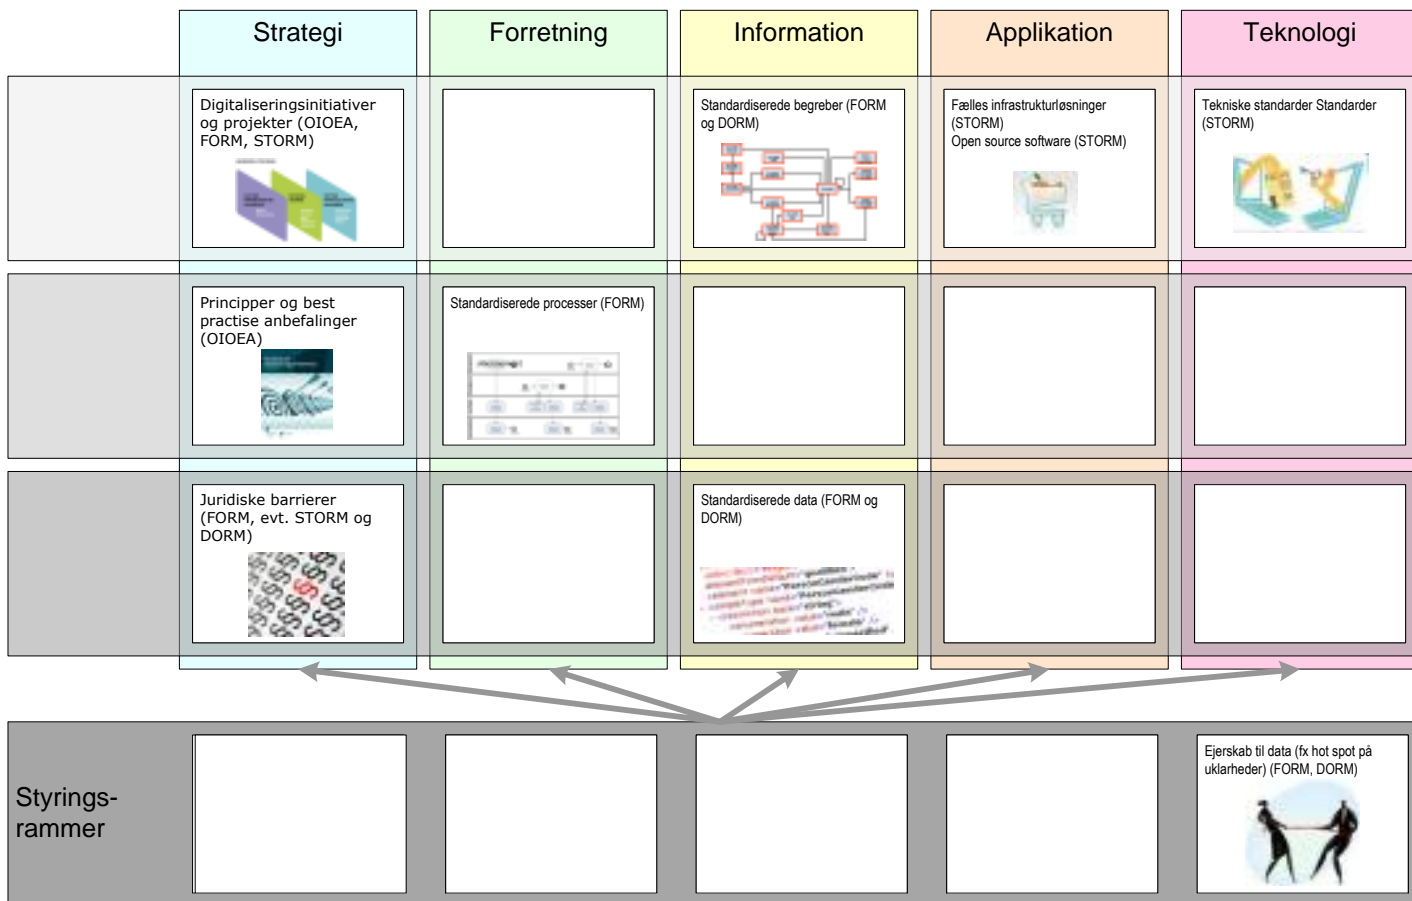 Strategi
Forretning
Information
Applikation
Teknologi
Digitaliseringsinitiativer
og projekter (OIOEA,
FORM, STORM)
Standardiserede begreber (FORM
og DORM)
Fælles infrastrukturløsninger
(STORM)
Open source software (STORM)
Tekniske standarder Standarder
(STORM)
Principper og best
practise anbefalinger
(OIOEA)
Standardiserede processer (FORM)
Juridiske barrierer
(FORM, evt. STORM og
DORM)
Standardiserede data (FORM og
DORM)
Styrings-
rammer
Ejerskab til data (fx hot spot på
uklarheder) (FORM, DORM)